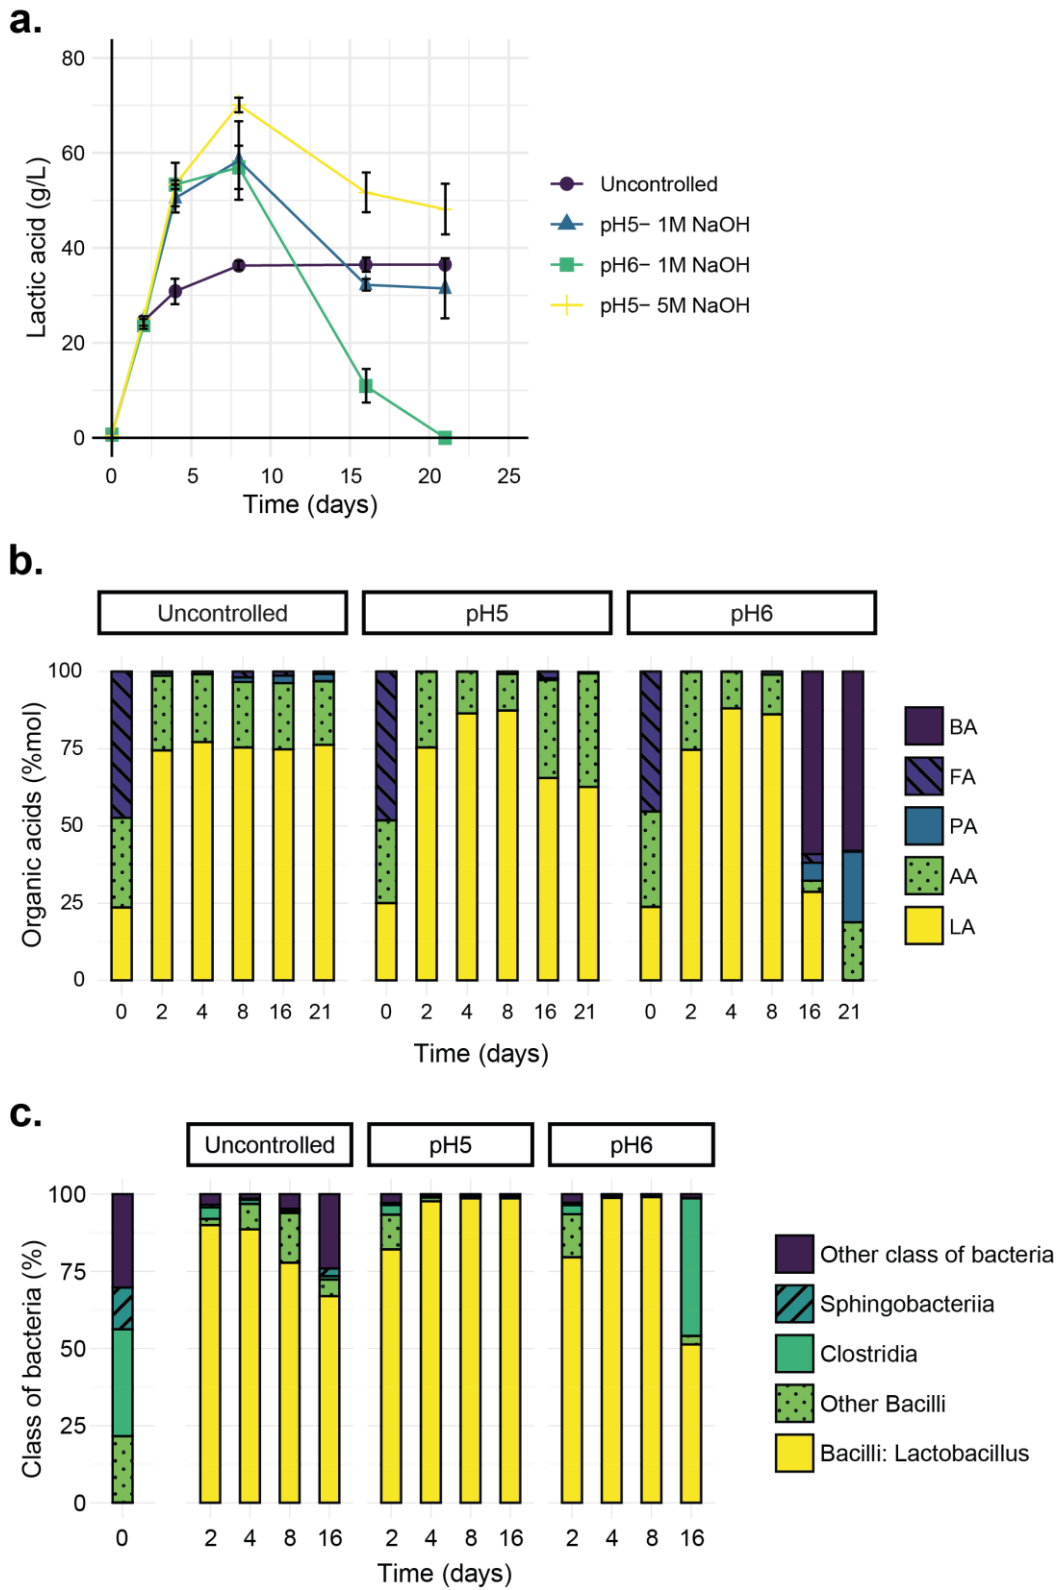 a.
80
60
40
20
0
0 5 10 15 20 25
Lactic acid (g/L)
Time (days)
Uncontrolled
pH5− 1M NaOH
pH6− 1M NaOH
pH5− 5M NaOH
b.
Uncontrolled pH5 pH6
100
75
50
25
0
Organic acids (%mol)
0 2 4 8 16 21 0 2 4 8 16 21 0 2 4 8 16 21
Time (days)
BA
FA
PA
AA
LA
c.
Uncontrolled pH5 pH6
100
75
50
25
0
Class of bacteria (%)
0 2 4 8 16 2 4 8 16 2 4 8 16
Time (days)
Other class of bacteria
Sphingobacteriia
Clostridia
Other Bacilli
Bacilli: Lactobacillus